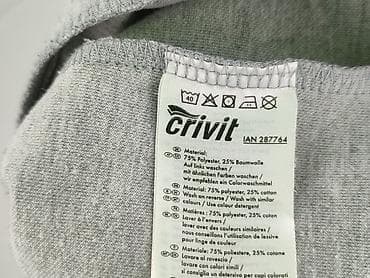 40
crivit
IAN 287764
Material:
75% Polyester, 25% Baumwolle
Auf links waschen /
mit ähnlichen Farben waschen /
wir empfehlen ein Colorwaschmittel
Material: 75% polyester, 25% cotton
Wash on reverse / Wash with similar
colours / Use colour detergent
Matières: 75% polyester, 25% coton
Laver à l'envers /
laver avec des couleurs similaires /
nous conseillons l'utilisation de lessive
pour linge de couleur
Materiale: 75% poliestere, 25% cotone
Lavare al rovescio /
lavare con colori simili /
si consiglia un detersivo per capi colorati